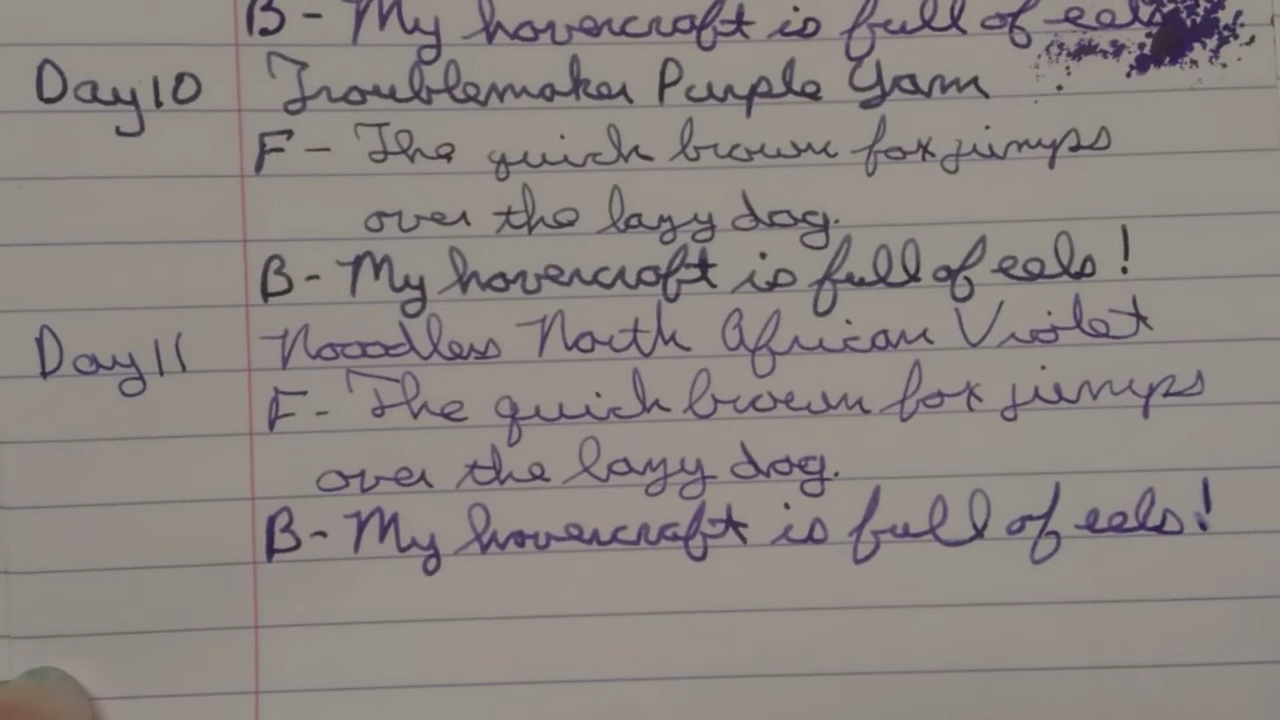 B - My hovercraft is full of eels
Day 10 Troublemaker Purple Yam
F - The quick brown fox jumps
over the lazy dog.
B - My hovercraft is full of eels!
Day 11 Nooodless North African Violet
F - The quick brown fox jumps
over the lazy dog.
B - My hovercraft is full of eels!